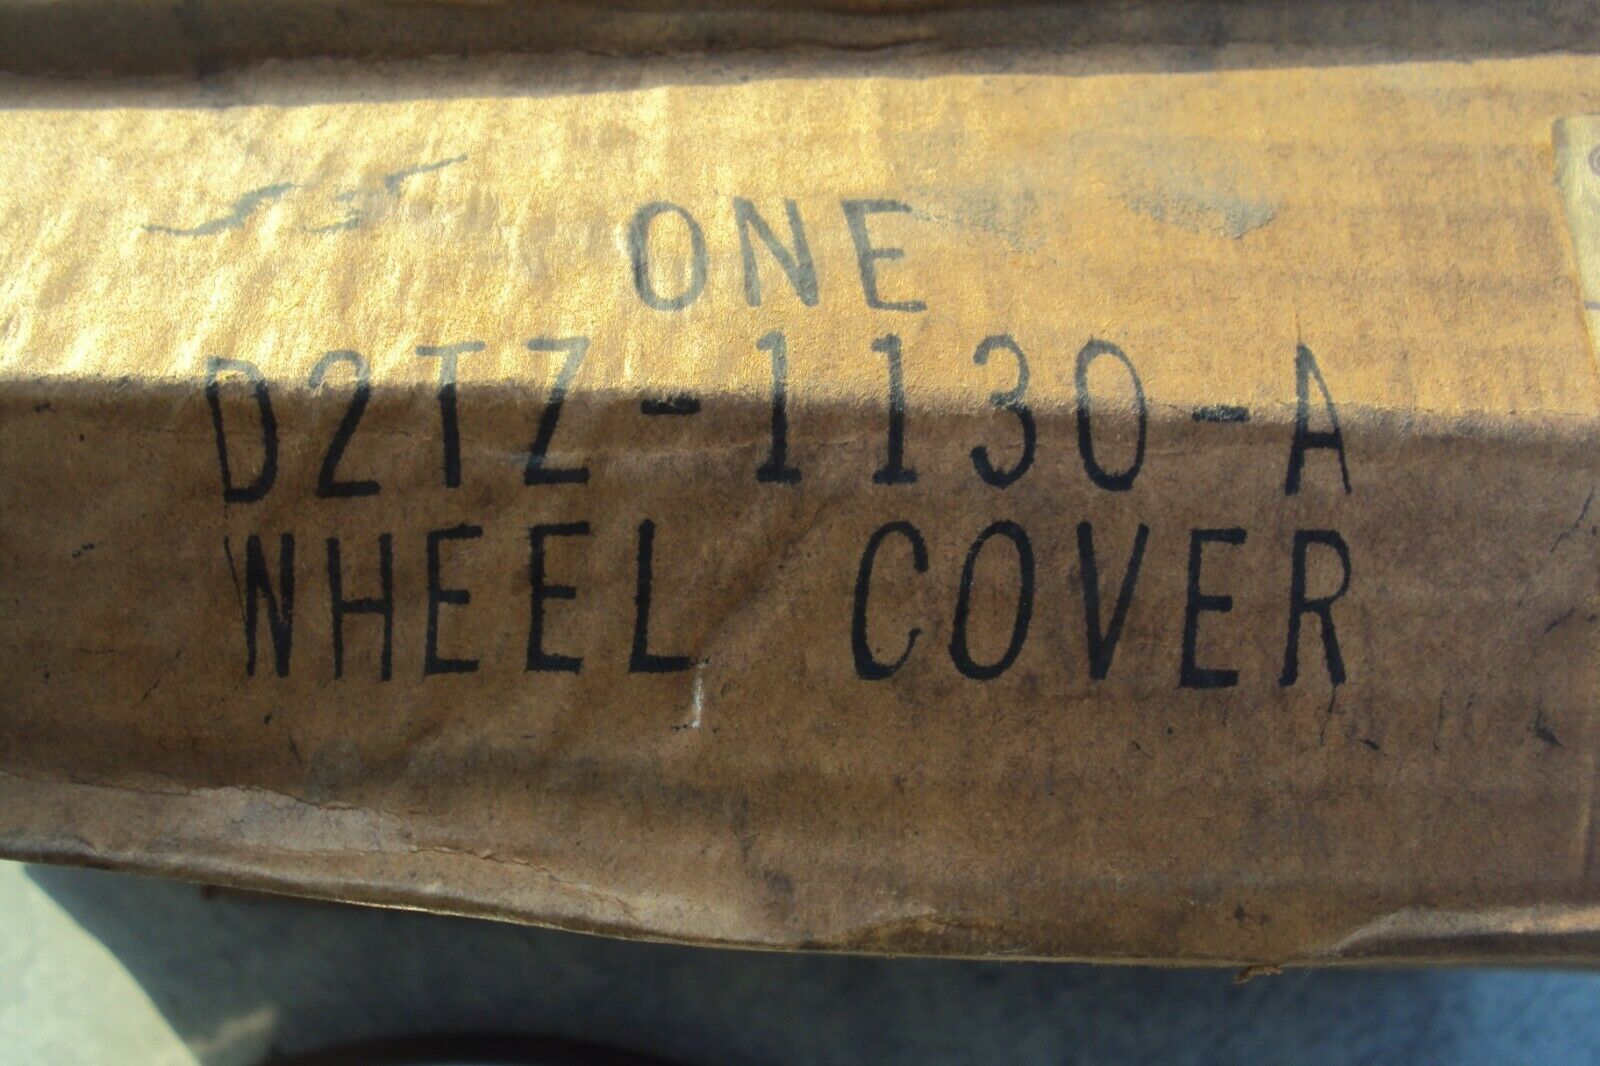 ONE
D2TZ-1130-A
WHEEL COVER